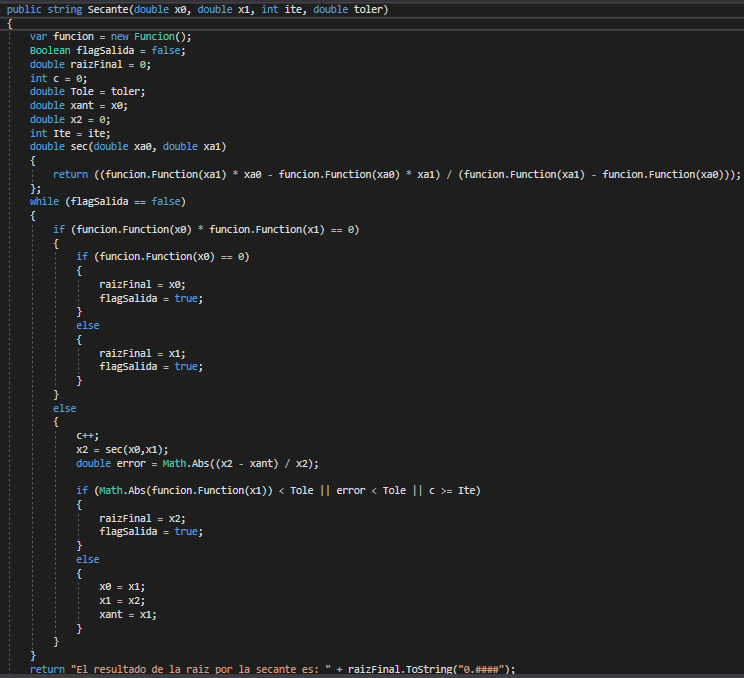 public string Secante(double x0, double x1, int ite, double toler)
{
    var funcion = new Funcion();
    Boolean flagSalida = false;
    double raizFinal = 0;
    int c = 0;
    double Tole = toler;
    double xant = x0;
    double x2 = 0;
    int Ite = ite;
    double sec(double xa0, double xa1)
    {
        return ((funcion.Function(xa1) * xa0 - funcion.Function(xa0) * xa1) / (funcion.Function(xa1) - funcion.Function(xa0)));
    };
    while (flagSalida == false)
    {
        if (funcion.Function(x0) * funcion.Function(x1) == 0)
        {
            if (funcion.Function(x0) == 0)
            {
                raizFinal = x0;
                flagSalida = true;
            }
            else
            {
                raizFinal = x1;
                flagSalida = true;
            }
        }
        else
        {
            c++;
            x2 = sec(x0,x1);
            double error = Math.Abs((x2 - xant) / x2);

            if (Math.Abs(funcion.Function(x1)) < Tole || error < Tole || c >= Ite)
            {
                raizFinal = x2;
                flagSalida = true;
            }
            else
            {
                x0 = x1;
                x1 = x2;
                xant = x1;
            }
        }
    }
    return "El resultado de la raiz por la secante es: " + raizFinal.ToString("0.####");